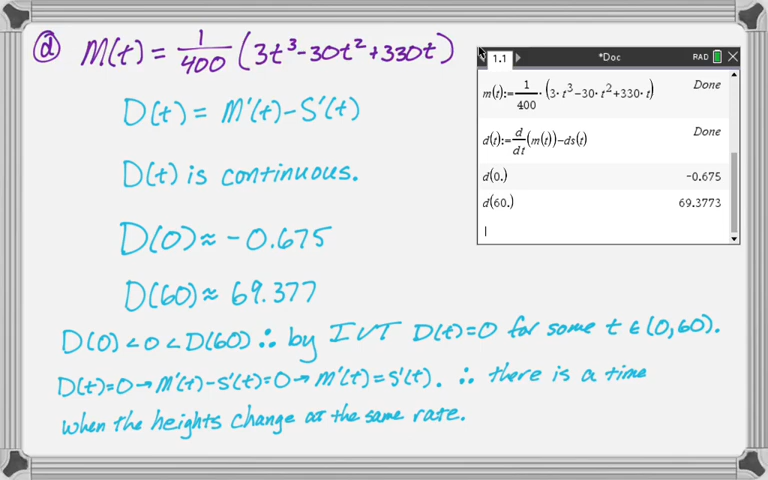 ⓓ M(t) = 1/400 (3t³-30t²+330t)
D(t) = M'(t)-S'(t)
D(t) is continuous.
D(0) ≈ -0.675
D(60) ≈ 69.377
D(0) < 0 < D(60) ∴ by IVT D(t)=0 for some t ∈ (0,60).
D(t)=0 → M'(t)-S'(t)=0 → M'(t)=S'(t). ∴ there is a time
when the heights change at the same rate.
1.1 *Doc RAD
m(t):=1/400·(3·t³-30·t²+330·t) Done
d(t):=d/dt(m(t))-ds(t) Done
d(0.) -0.675
d(60.) 69.3773